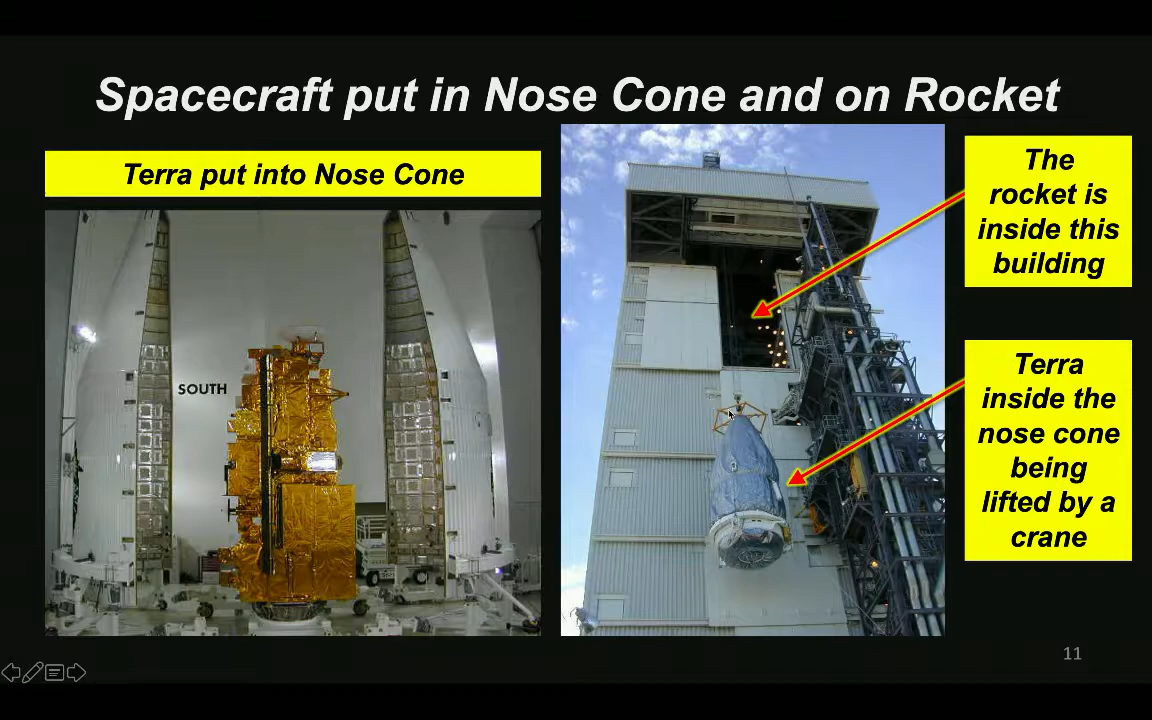 Spacecraft put in Nose Cone and on Rocket
Terra put into Nose Cone
SOUTH
The
rocket is
inside this
building
Terra
inside the
nose cone
being
lifted by a
crane
11